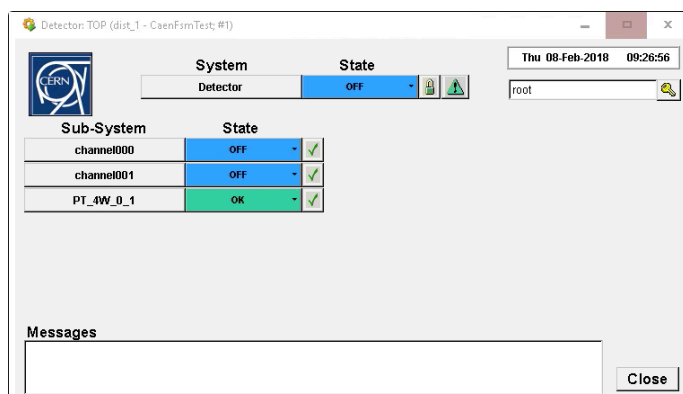 Detector: TOP (dist_1 - CaenFsmTest; #1)
CERN
System State
Detector OFF
Thu 08-Feb-2018 09:26:56
root
Sub-System State
channel000 OFF
channel001 OFF
PT_4W_0_1 OK
Messages
Close